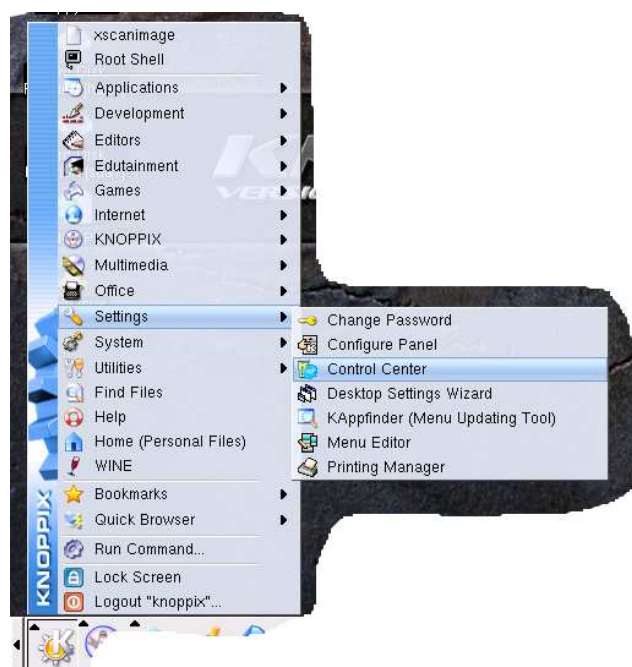 xscanimage
Root Shell
Applications
Development
Editors
Edutainment
Games
Internet
KNOPPIX
Multimedia
Office
Settings
System
Utilities
Find Files
Help
Home (Personal Files)
WINE
Bookmarks
Quick Browser
Run Command...
Lock Screen
Logout "knoppix"...
KNOPPIX
Change Password
Configure Panel
Control Center
Desktop Settings Wizard
KAppfinder (Menu Updating Tool)
Menu Editor
Printing Manager